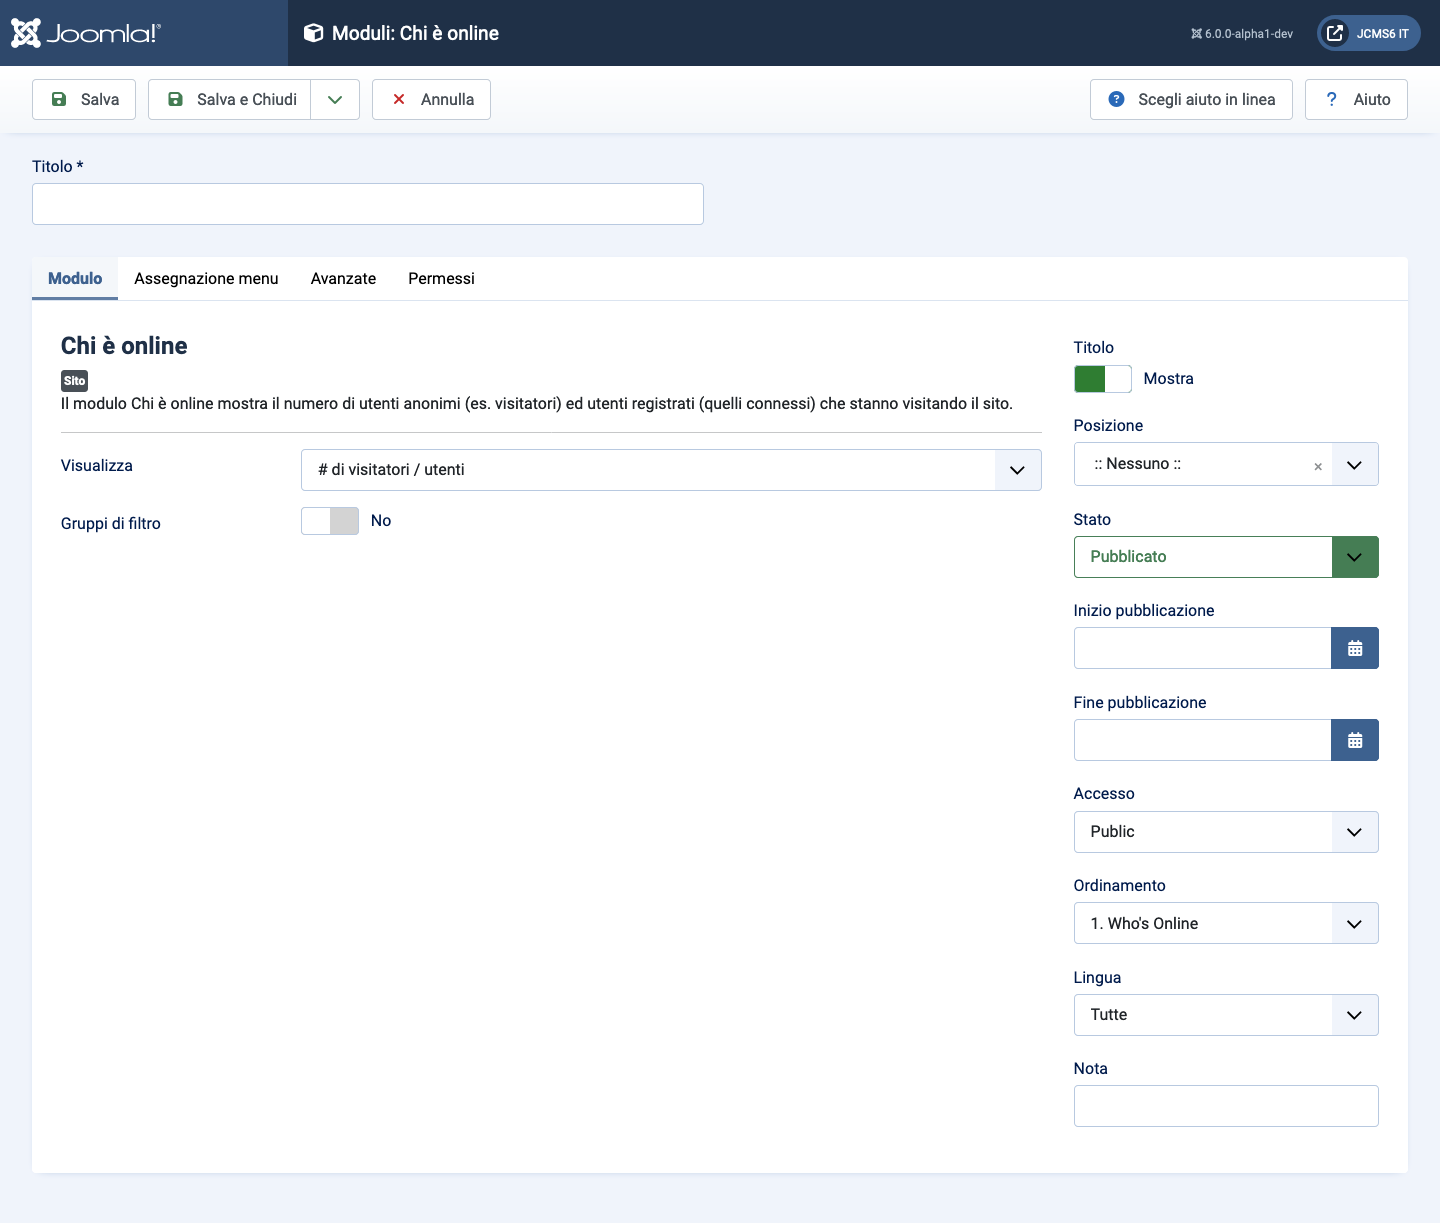 Joomla!®
Moduli: Chi è online
6.0.0-alpha1-dev
JCMS6 IT
Salva
Salva e Chiudi
Annulla
Scegli aiuto in linea
? Aiuto
Titolo *
Modulo
Assegnazione menu
Avanzate
Permessi
Chi è online
Sito
Il modulo Chi è online mostra il numero di utenti anonimi (es. visitatori) ed utenti registrati (quelli connessi) che stanno visitando il sito.
Visualizza
# di visitatori / utenti
Gruppi di filtro
No
Titolo
Mostra
Posizione
:: Nessuno ::
Stato
Pubblicato
Inizio pubblicazione
Fine pubblicazione
Accesso
Public
Ordinamento
1. Who's Online
Lingua
Tutte
Nota